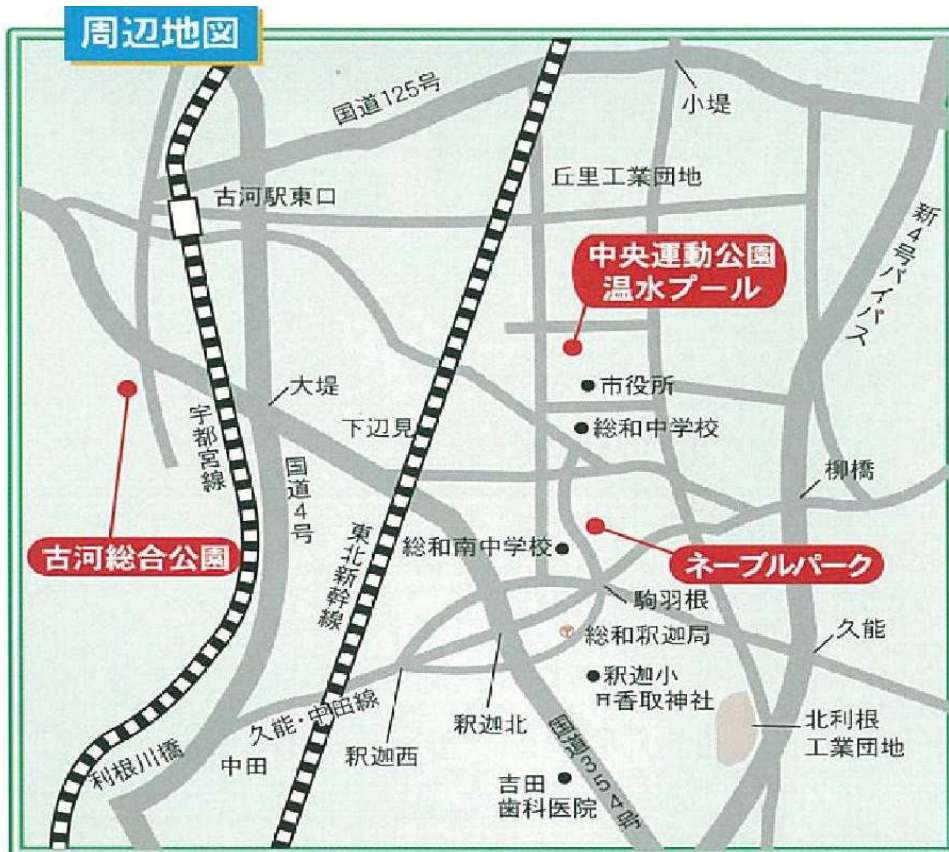 周辺地図
小堤
国道125号
丘里工業団地
古河駅東口
新4号バイパス
中央運動公園
温水プール
大堤
市役所
総和中学校
下辺見
宇都宮線
国道4号
柳橋
東北新幹線
総和南中学校
古河総合公園
ネーブルパーク
駒羽根
総和釈迦局
久能
釈迦小
香取神社
久能・中田線
釈迦西
釈迦北
国道354号
北利根
工業団地
利根川橋
中田
吉田
歯科医院